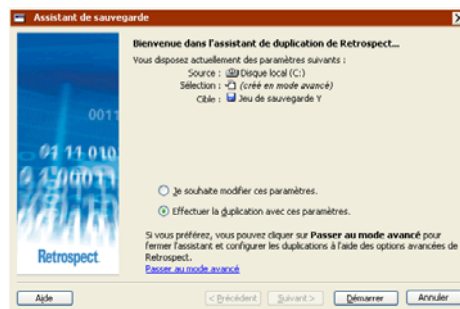 Assistant de sauvegarde
Bienvenue dans l'assistant de duplication de Retrospect...
Vous disposez actuellement des paramètres suivants :
Source : Disque local (C:)
Sélection : (créé en mode avancé)
Cible : Jeu de sauvegarde Y
0011
01 11 010
Je souhaite modifier ces paramètres.
Effectuer la duplication avec ces paramètres.
Si vous préférez, vous pouvez cliquer sur Passer au mode avancé pour
fermer l'assistant et configurer les duplications à l'aide des options avancées de
Retrospect.
Passer au mode avancé
Retrospect
Aide
< Précédent
Suivant >
Démarrer
Annuler